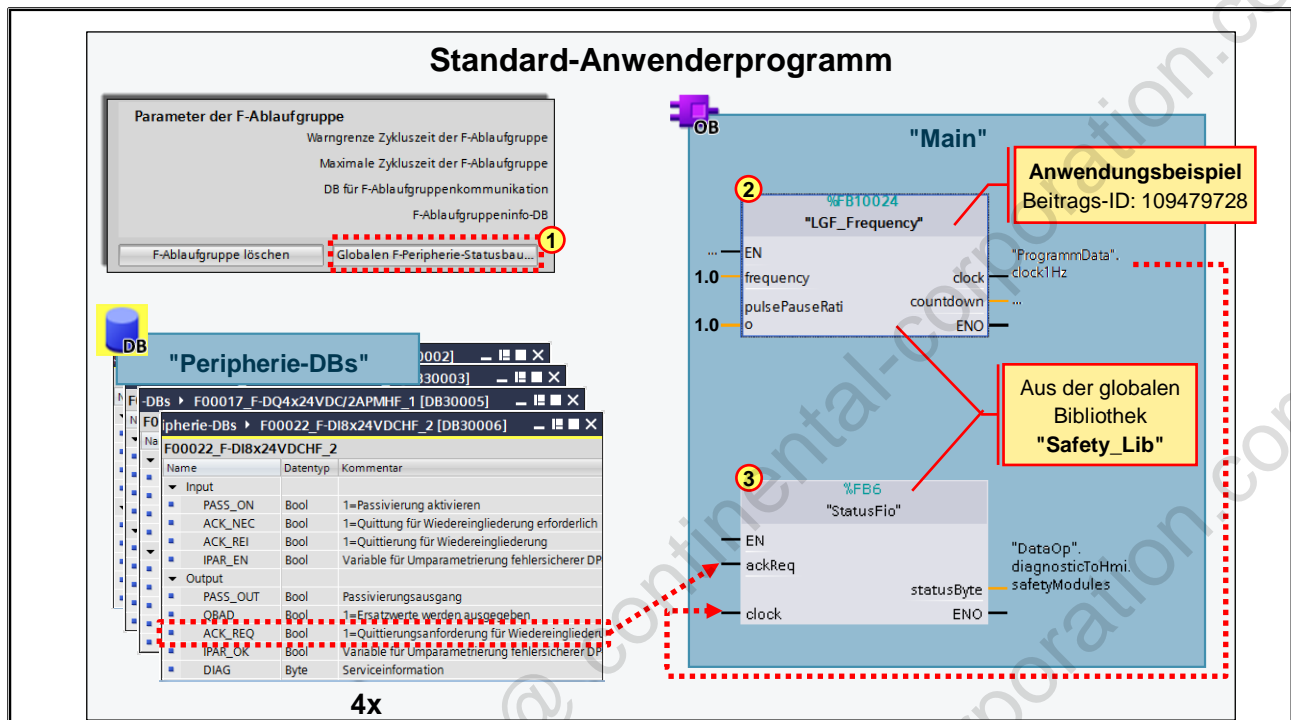 Standard-Anwenderprogramm
Parameter der F-Ablaufgruppe
Warngrenze Zykluszeit der F-Ablaufgruppe
Maximale Zykluszeit der F-Ablaufgruppe
DB für F-Ablaufgruppenkommunikation
F-Ablaufgruppeninfo-DB
F-Ablaufgruppe löschen
Globalen F-Peripherie-Statusbau...
1
DB
"Peripherie-DBs"
0002]
30003]
-DBs ▸ F00017_F-DQ4x24VDC/2APMHF_1 [DB30005]
ipherie-DBs ▸ F00022_F-DI8x24VDCHF_2 [DB30006]
F00022_F-DI8x24VDCHF_2
Name Datentyp Kommentar
Input
PASS_ON Bool 1=Passivierung aktivieren
ACK_NEC Bool 1=Quittung für Wiedereingliederung erforderlich
ACK_REI Bool 1=Quittierung für Wiedereingliederung
IPAR_EN Bool Variable für Umparametrierung fehlersicherer DP
Output
PASS_OUT Bool Passivierungsausgang
QBAD Bool 1=Ersatzwerte werden ausgegeben
ACK_REQ Bool 1=Quittierungsanforderung für Wiedereingliederu
IPAR_OK Bool Variable für Umparametrierung fehlersicherer DP
DIAG Byte Serviceinformation
4x
OB
"Main"
Anwendungsbeispiel
Beitrags-ID: 109479728
2
%FB10024
"LGF_Frequency"
... EN
1.0 frequency
pulsePauseRati
1.0 o
clock
"ProgrammData".
clock1Hz
countdown ...
ENO
Aus der globalen
Bibliothek
"Safety_Lib"
3
%FB6
"StatusFio"
EN
ackReq
clock
statusByte
ENO
"DataOp".
diagnosticToHmi.
safetyModules
@ continental-corporation.com